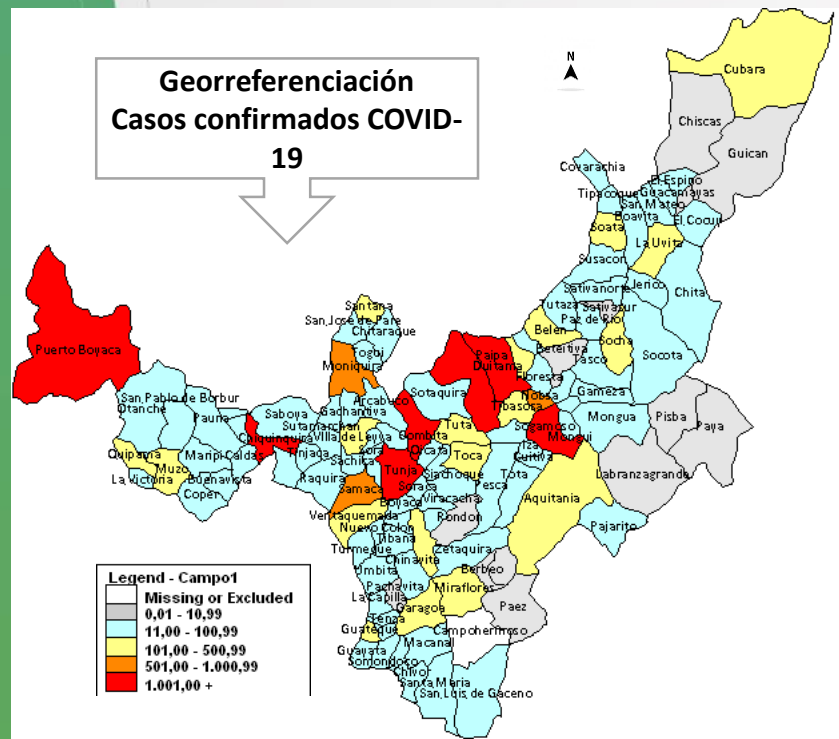 Georreferenciación
Casos confirmados COVID-
19
N
Cubara
Chiscas
Guican
Covarachia
El Espino
Tipacoque
Guacamayas
San Mateo
Boavita
El Cocuy
Soata
La Uvita
Susacon
Sativanorte
Jerico
Chita
Tutaza
Sativasur
Paz de Rio
Belen
Socha
Beteitiva
Tasco
Socota
Santana
San Jose de Pare
Chitaraque
Togui
Moniquira
Puerto Boyaca
Paipa
Duitama
Floresta
Nobsa
Gameza
Sotaquira
Tibasosa
Mongua
Pisba
Paya
San Pablo de Borbur
Otanche
Pauna
Saboya
Arcabuco
Gachantiva
Sutamarchan
Chiquinquira
Villa de Leyva
Combita
Tuta
Sogamoso
Mongui
Iza
Cuitiva
Quipama
Muzo
Maripi
Caldas
Tinjaca
Sora
Oicata
Toca
Labranzagrande
La Victoria
Buenavista
Coper
Sachica
Raquira
Tunja
Siachoque
Tota
Pesca
Aquitania
Samaca
Soraca
Viracacha
Boyaca
Rondon
Pajarito
Ventaquemada
Nuevo Colon
Tibana
Turmeque
Chinavita
Zetaquira
Umbita
Berbeo
Pachavita
Miraflores
La Capilla
Garagoa
Paez
Tenza
Guateque
Campohermoso
Macanal
Guayata
Somondoco
Chivor
Santa Maria
San Luis de Gaceno
Legend - Campo1
Missing or Excluded
0,01 - 10,99
11,00 - 100,99
101,00 - 500,99
501,00 - 1.000,99
1.001,00 +